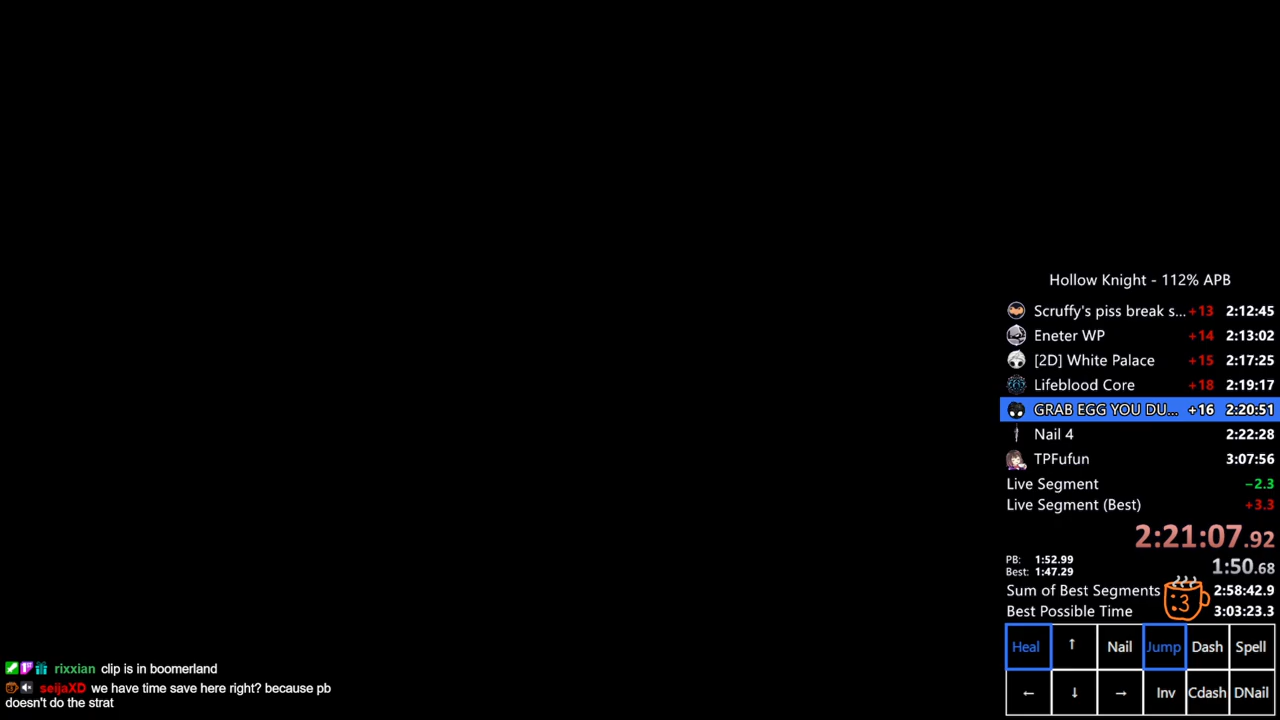 Hollow Knight - 112% APB
Scruffy's piss break s... +13 2:12:45
Eneter WP +14 2:13:02
[2D] White Palace +15 2:17:25
Lifeblood Core +18 2:19:17
GRAB EGG YOU DU... +16 2:20:51
Nail 4 2:22:28
TPFufun 3:07:56
Live Segment −2.3
Live Segment (Best) +3.3
2:21:07.92
PB: 1:52.99
Best: 1:47.29
1:50.68
Sum of Best Segments 2:58:42.9
Best Possible Time 3:03:23.3
:3
Heal ↑ Nail Jump Dash Spell
← ↓ → Inv Cdash DNail
rixxian clip is in boomerland
seijaXD we have time save here right? because pb
doesn't do the strat